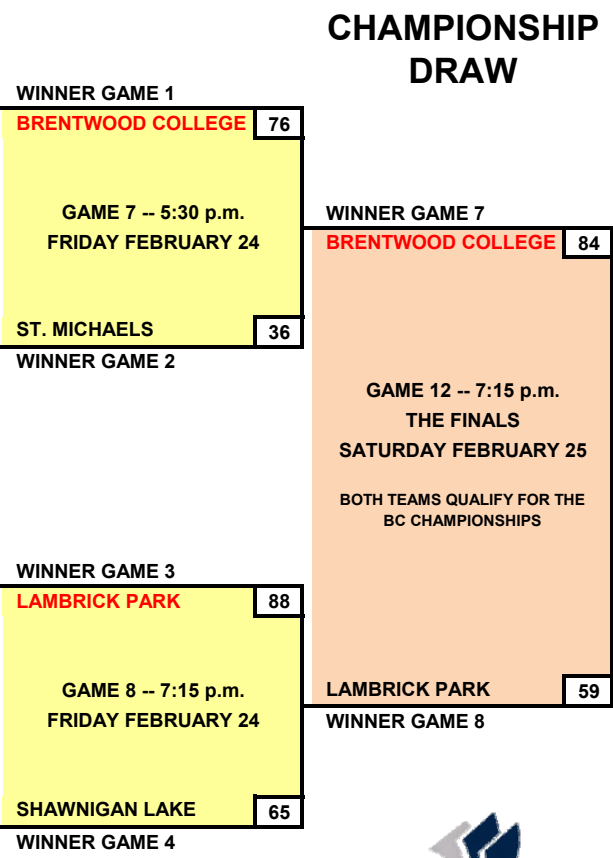 CHAMPIONSHIP
DRAW
WINNER GAME 1
BRENTWOOD COLLEGE 76
GAME 7 -- 5:30 p.m.
FRIDAY FEBRUARY 24
ST. MICHAELS 36
WINNER GAME 2
WINNER GAME 7
BRENTWOOD COLLEGE 84
GAME 12 -- 7:15 p.m.
THE FINALS
SATURDAY FEBRUARY 25
BOTH TEAMS QUALIFY FOR THE
BC CHAMPIONSHIPS
LAMBRICK PARK 59
WINNER GAME 8
WINNER GAME 3
LAMBRICK PARK 88
GAME 8 -- 7:15 p.m.
FRIDAY FEBRUARY 24
SHAWNIGAN LAKE 65
WINNER GAME 4